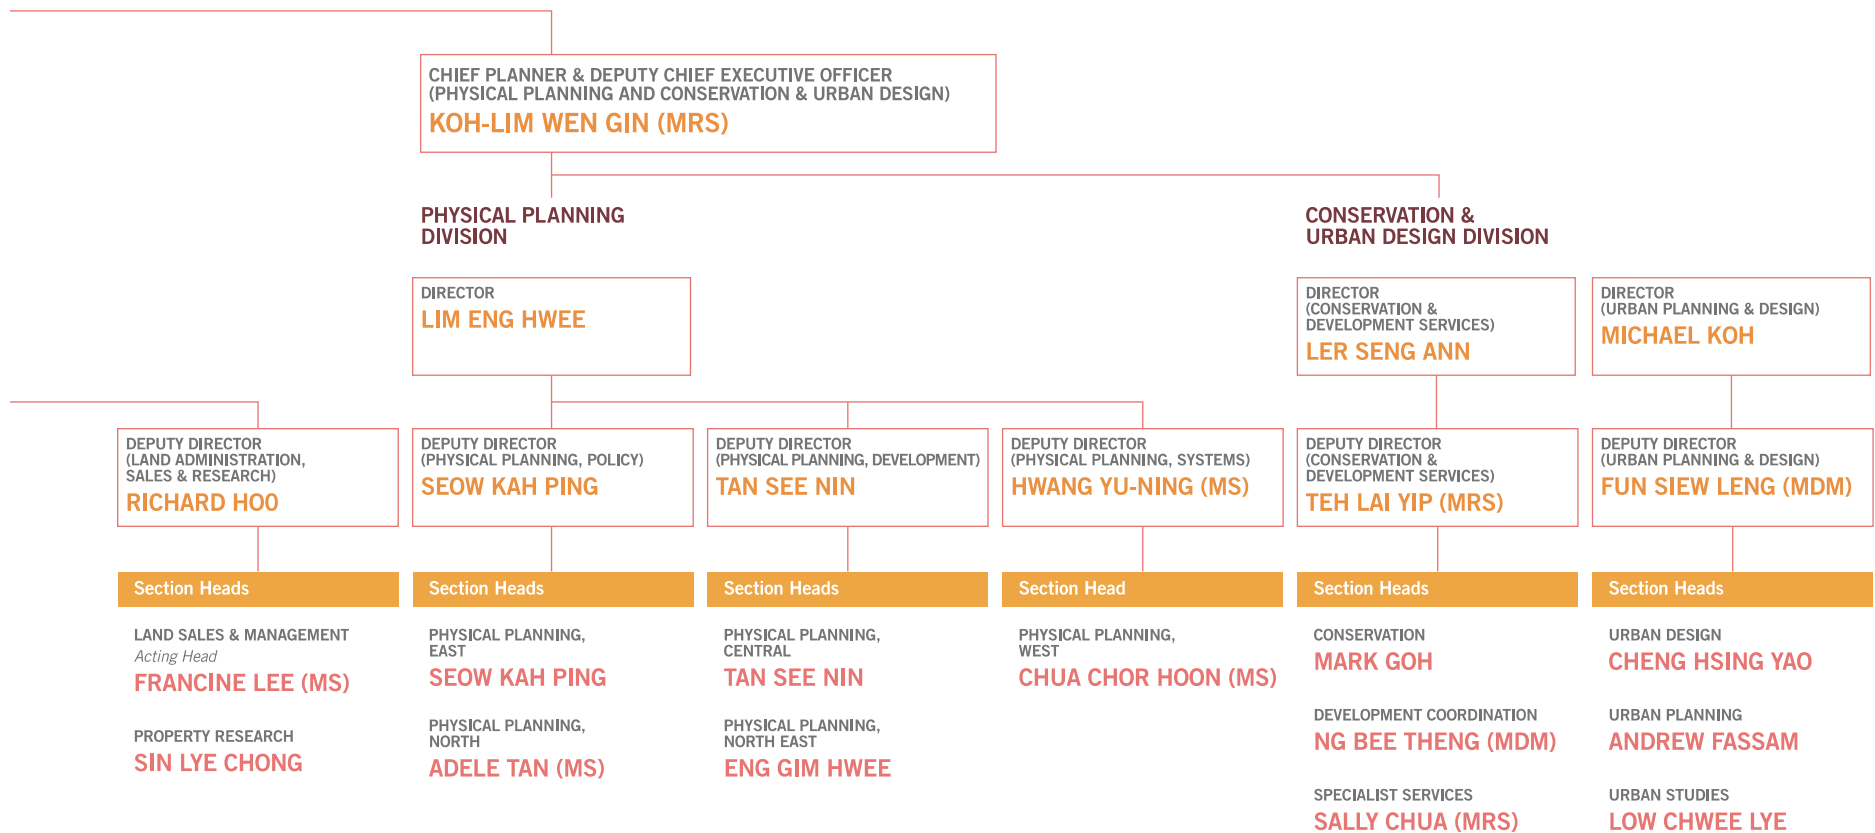 CHIEF PLANNER & DEPUTY CHIEF EXECUTIVE OFFICER
(PHYSICAL PLANNING AND CONSERVATION & URBAN DESIGN)
KOH-LIM WEN GIN (MRS)
PHYSICAL PLANNING
DIVISION
CONSERVATION &
URBAN DESIGN DIVISION
DIRECTOR
LIM ENG HWEE
DIRECTOR
(CONSERVATION &
DEVELOPMENT SERVICES)
LER SENG ANN
DIRECTOR
(URBAN PLANNING & DESIGN)
MICHAEL KOH
DEPUTY DIRECTOR
(LAND ADMINISTRATION,
SALES & RESEARCH)
RICHARD HOO
DEPUTY DIRECTOR
(PHYSICAL PLANNING, POLICY)
SEOW KAH PING
DEPUTY DIRECTOR
(PHYSICAL PLANNING, DEVELOPMENT)
TAN SEE NIN
DEPUTY DIRECTOR
(PHYSICAL PLANNING, SYSTEMS)
HWANG YU-NING (MS)
DEPUTY DIRECTOR
(CONSERVATION &
DEVELOPMENT SERVICES)
TEH LAI YIP (MRS)
DEPUTY DIRECTOR
(URBAN PLANNING & DESIGN)
FUN SIEW LENG (MDM)
Section Heads
LAND SALES & MANAGEMENT
Acting Head
FRANCINE LEE (MS)
PROPERTY RESEARCH
SIN LYE CHONG
Section Heads
PHYSICAL PLANNING,
EAST
SEOW KAH PING
PHYSICAL PLANNING,
NORTH
ADELE TAN (MS)
Section Heads
PHYSICAL PLANNING,
CENTRAL
TAN SEE NIN
PHYSICAL PLANNING,
NORTH EAST
ENG GIM HWEE
Section Head
PHYSICAL PLANNING,
WEST
CHUA CHOR HOON (MS)
Section Heads
CONSERVATION
MARK GOH
DEVELOPMENT COORDINATION
NG BEE THENG (MDM)
SPECIALIST SERVICES
SALLY CHUA (MRS)
Section Heads
URBAN DESIGN
CHENG HSING YAO
URBAN PLANNING
ANDREW FASSAM
URBAN STUDIES
LOW CHWEE LYE